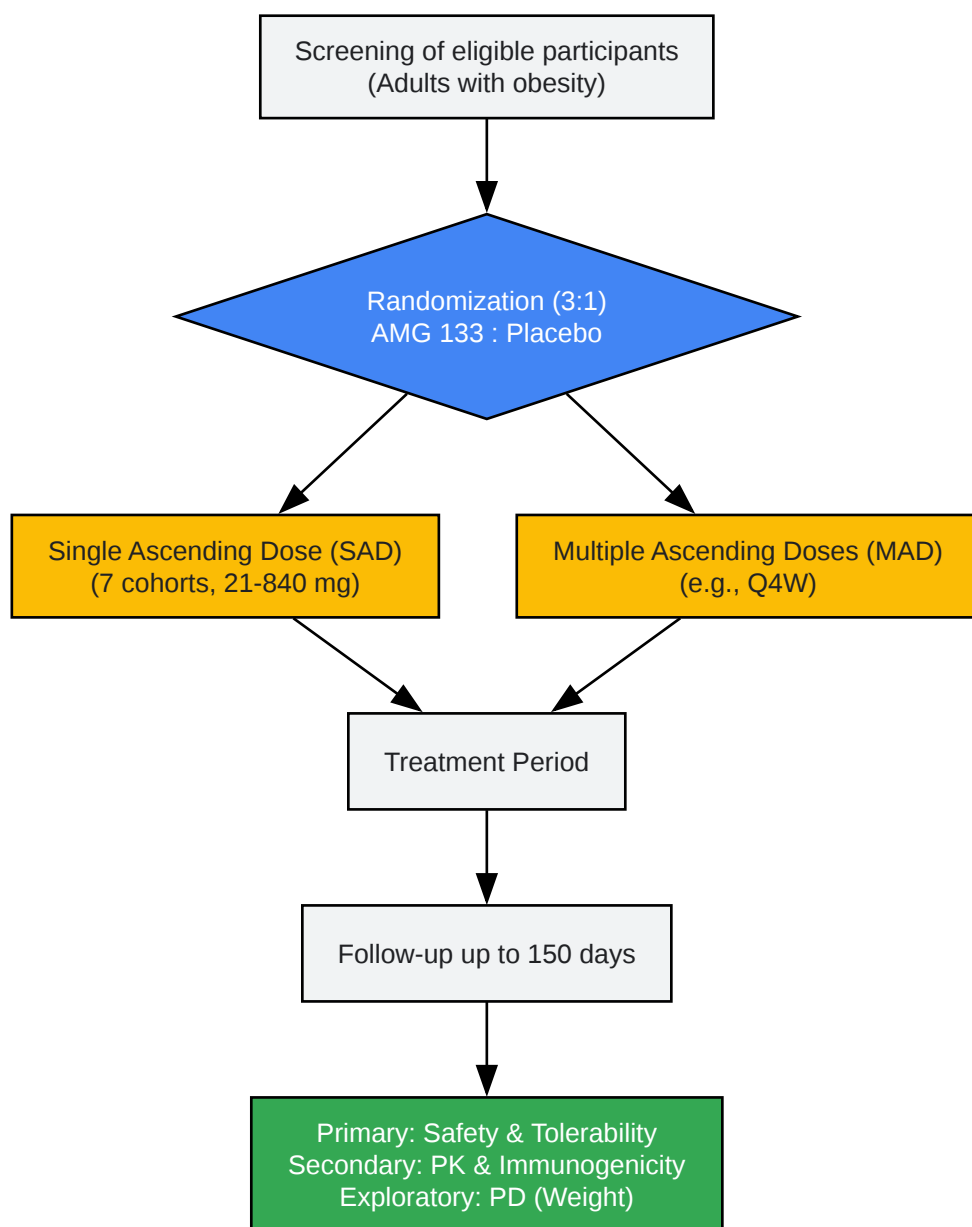 Screening of eligible participants
(Adults with obesity)
Randomization (3:1)
AMG 133 : Placebo
Single Ascending Dose (SAD)
(7 cohorts, 21-840 mg)
Multiple Ascending Doses (MAD)
(e.g., Q4W)
Treatment Period
Follow-up up to 150 days
Primary: Safety & Tolerability
Secondary: PK & Immunogenicity
Exploratory: PD (Weight)